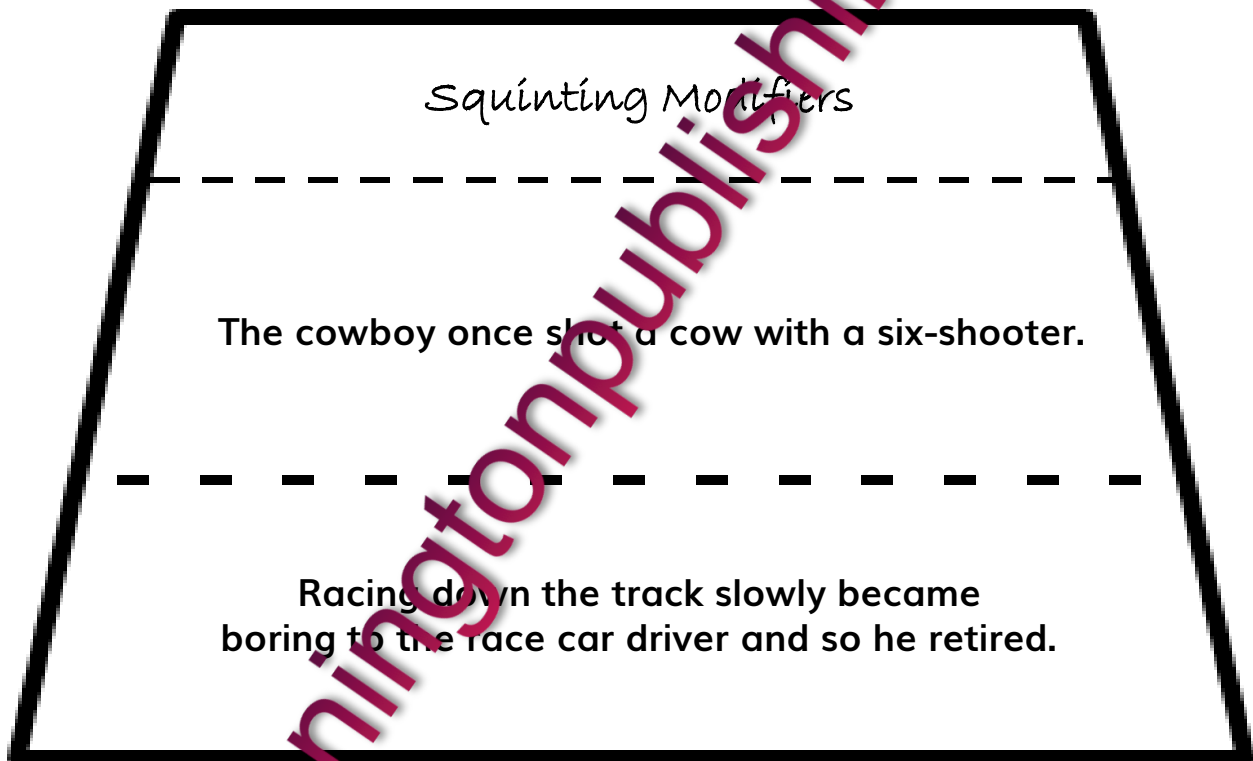 Squinting Modifiers
The cowboy once shot a cow with a six-shooter.
Racing down the track slowly became
boring to the race car driver and so he retired.
ningtonpublishi